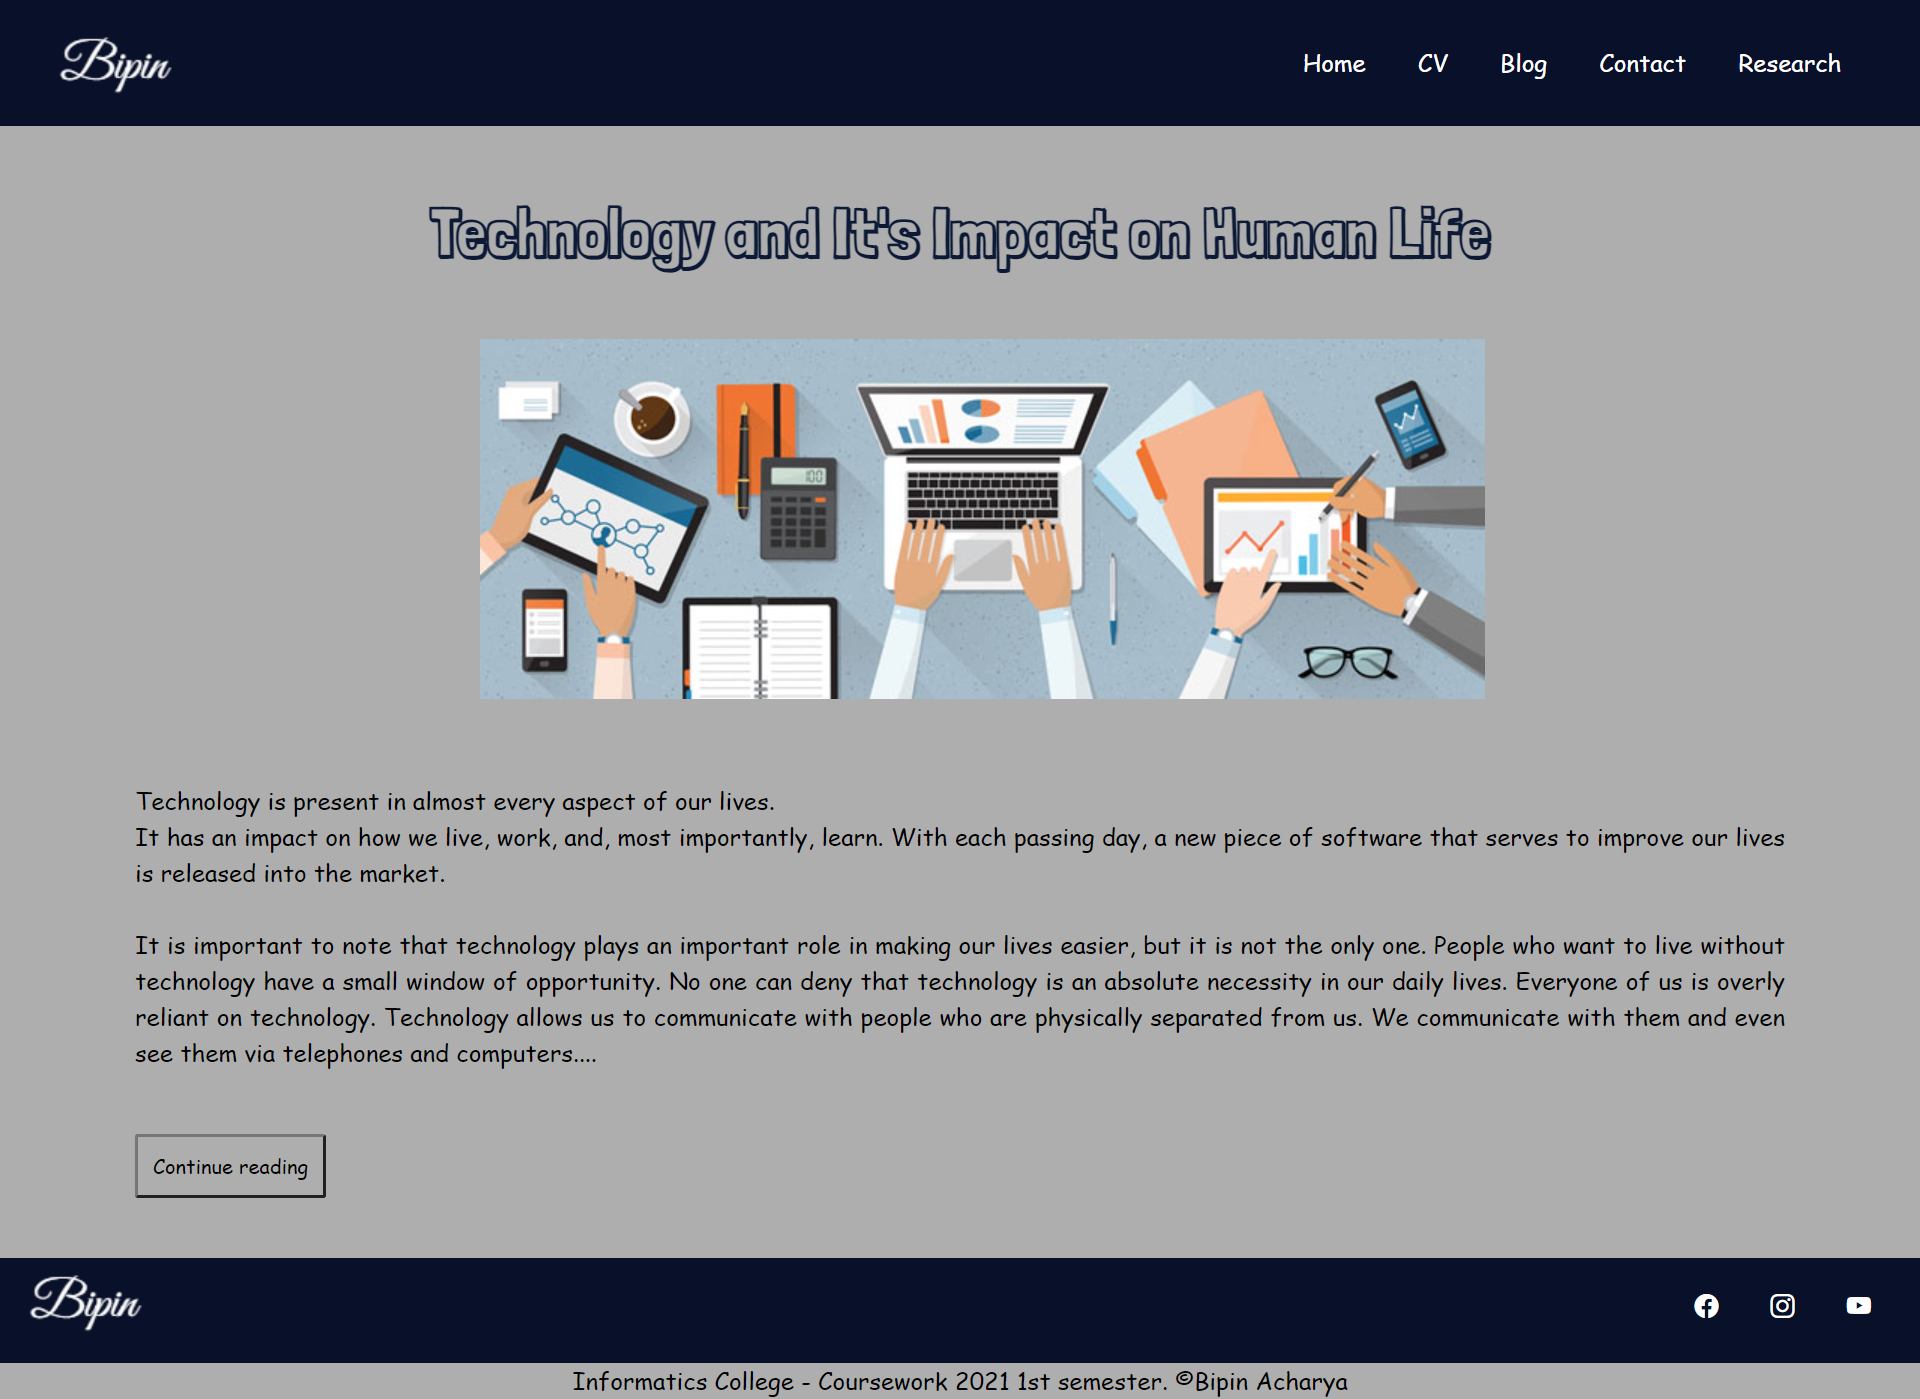 Bipin
Home CV Blog Contact Research
Technology and It's Impact on Human Life
100
Technology is present in almost every aspect of our lives.
It has an impact on how we live, work, and, most importantly, learn. With each passing day, a new piece of software that serves to improve our lives
is released into the market.
It is important to note that technology plays an important role in making our lives easier, but it is not the only one. People who want to live without
technology have a small window of opportunity. No one can deny that technology is an absolute necessity in our daily lives. Everyone of us is overly
reliant on technology. Technology allows us to communicate with people who are physically separated from us. We communicate with them and even
see them via telephones and computers....
Continue reading
Bipin
Informatics College - Coursework 2021 1st semester. ©Bipin Acharya